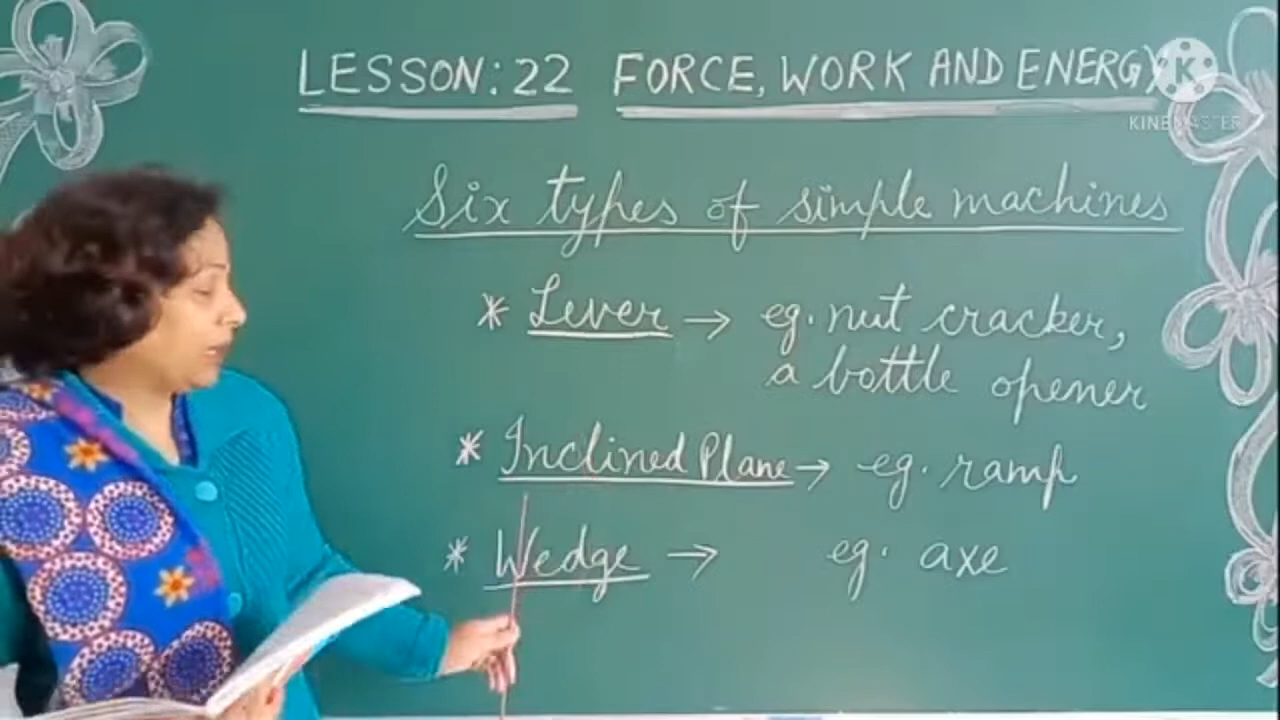 LESSON: 22 FORCE, WORK AND ENERGY
K
KINEMASTER
Six types of simple machines
* Lever → eg. nut cracker,
a bottle opener
* Inclined Plane → eg. ramp
* Wedge → eg. axe